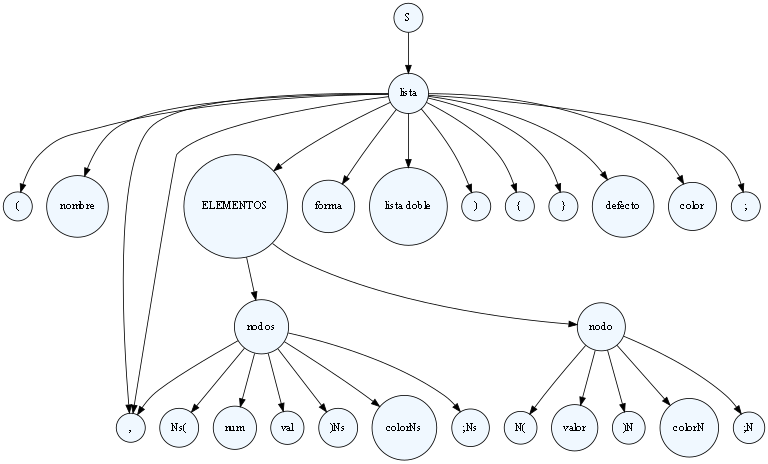 S
lista
( nombre ELEMENTOS forma lista doble ) { } defecto color ;
nodos nodo
, Ns( num val )Ns colorNs ;Ns N( valor )N colorN ;N